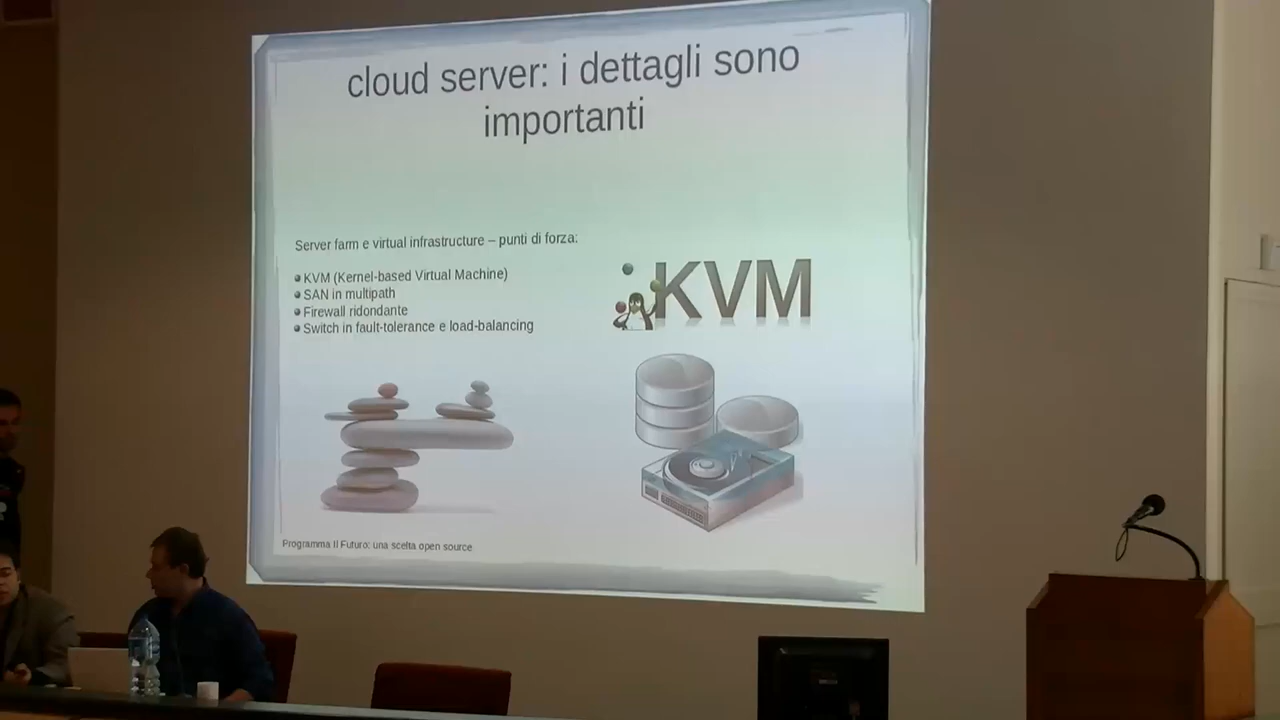 cloud server: i dettagli sono
importanti
Server farm e virtual infrastructure – punti di forza:
KVM (Kernel-based Virtual Machine)
SAN in multipath
Firewall ridondante
Switch in fault-tolerance e load-balancing
KVM
Programma Il Futuro: una scelta open source